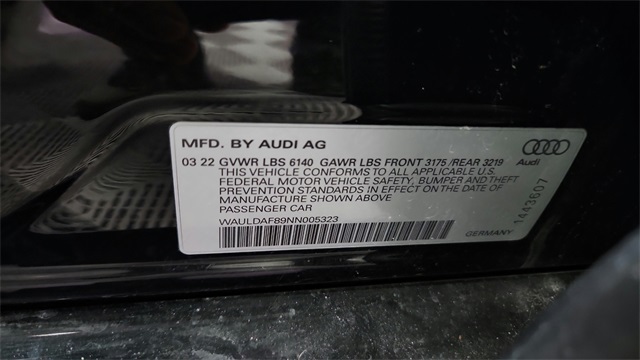 MFD. BY AUDI AG
03 22 GVWR LBS 6140 GAWR LBS FRONT 3175 /REAR 3219
THIS VEHICLE CONFORMS TO ALL APPLICABLE U.S.
FEDERAL MOTOR VEHICLE SAFETY, BUMPER AND THEFT
PREVENTION STANDARDS IN EFFECT ON THE DATE OF
MANUFACTURE SHOWN ABOVE
PASSENGER CAR
WAULDAF89NN005323
Audi
1443607
GERMANY